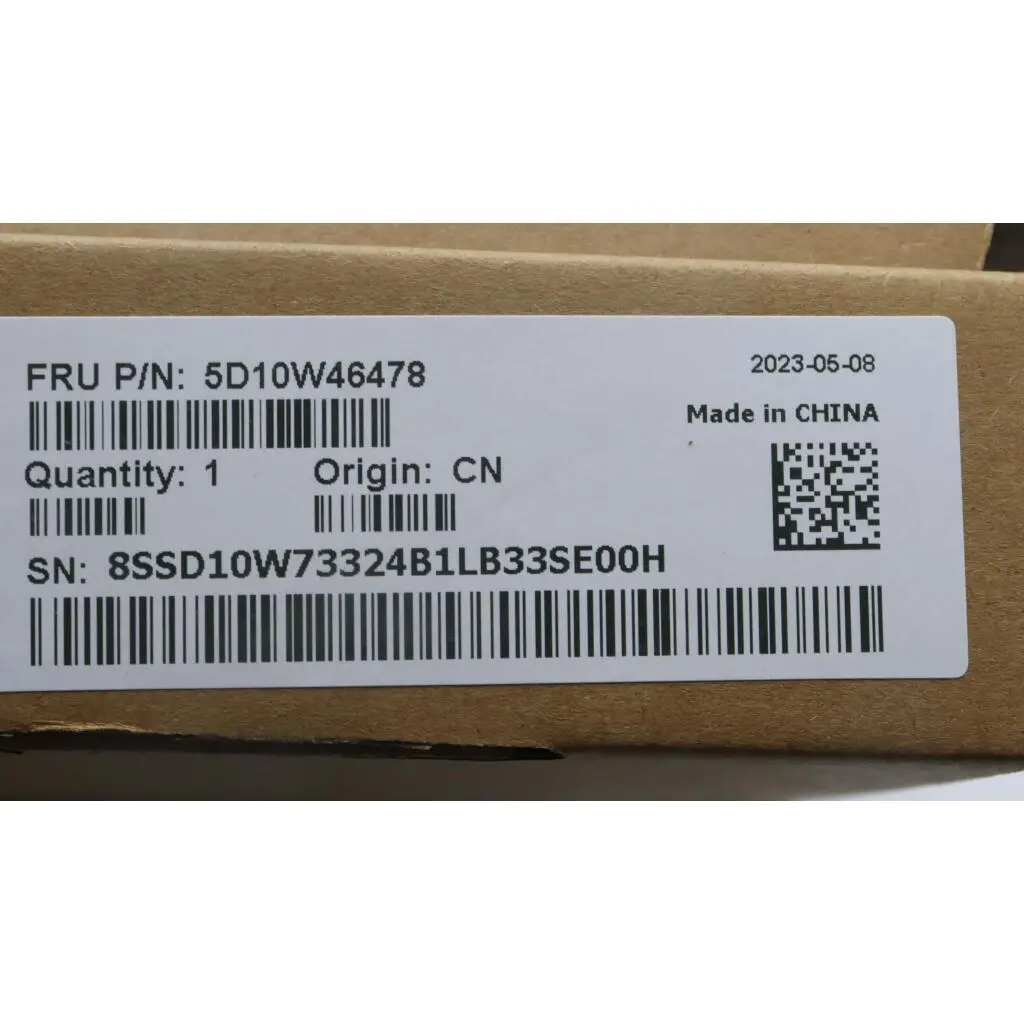 FRU P/N: 5D10W46478
2023-05-08
Made in CHINA
Quantity: 1 Origin: CN
SN: 8SSD10W73324B1LB33SE00H